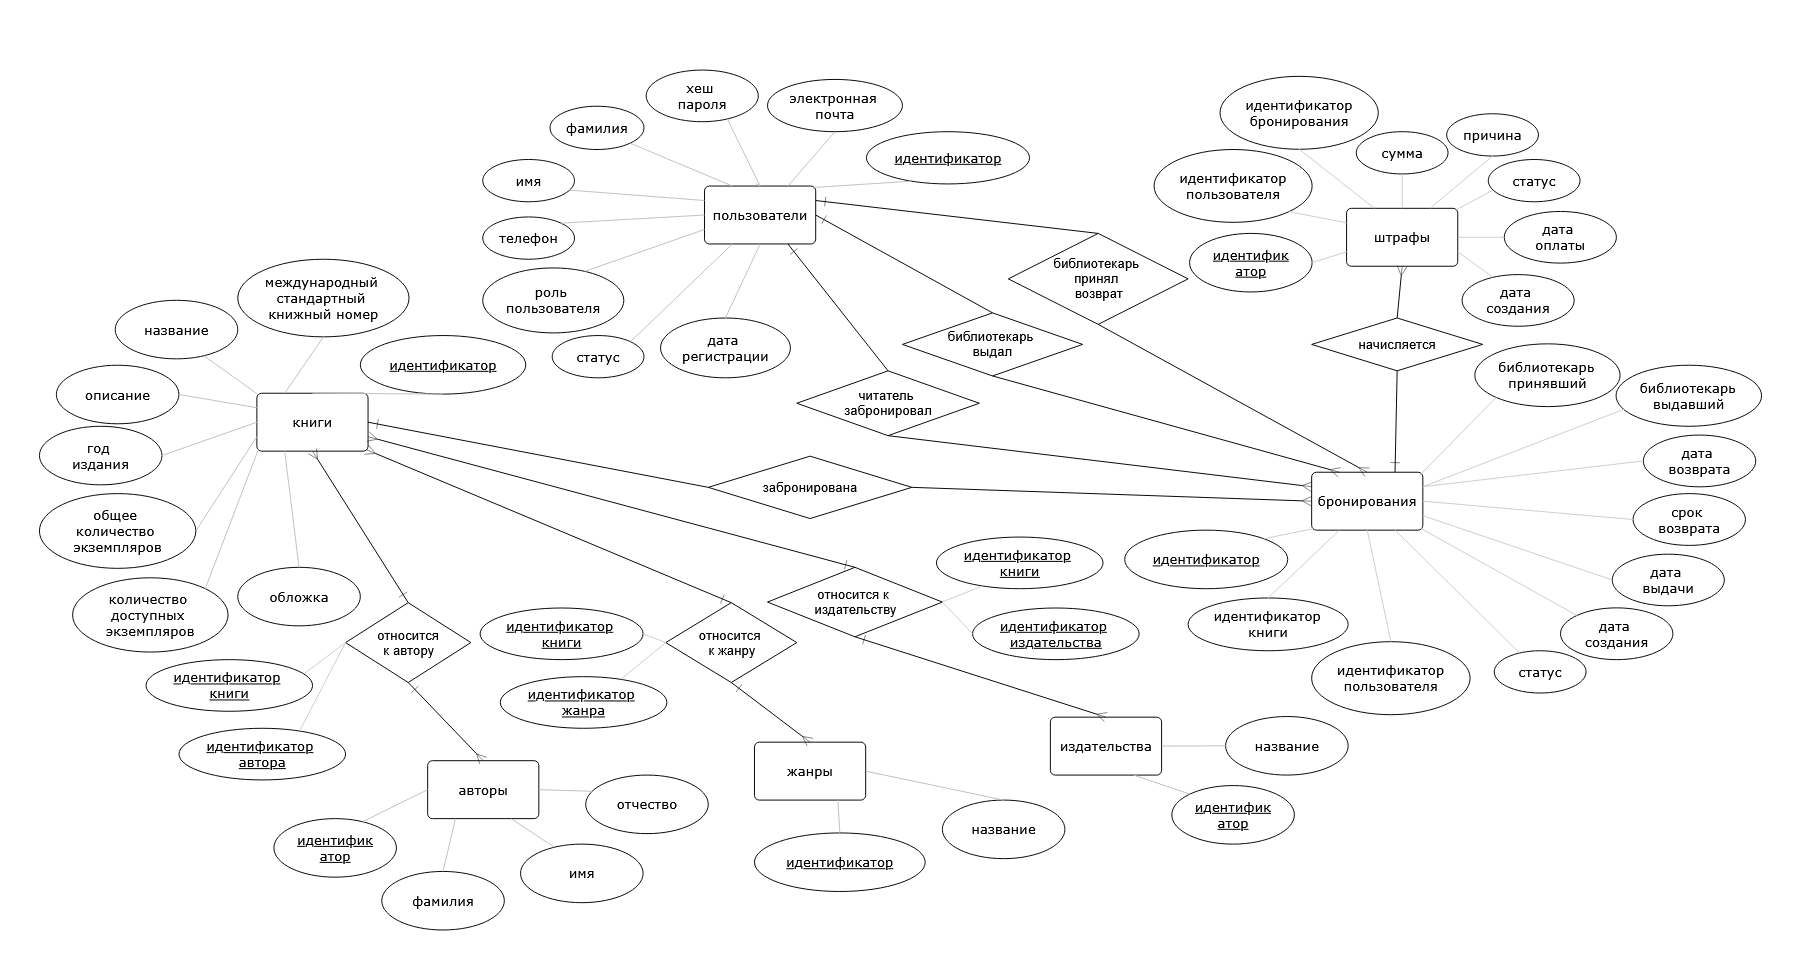 хеш
пароля
электронная
почта
фамилия
идентификатор
имя
пользователи
телефон
роль
пользователя
статус
дата
регистрации
идентификатор
бронирования
сумма
причина
идентификатор
пользователя
статус
штрафы
дата
оплаты
идентифик
атор
дата
создания
библиотекарь
принял
возврат
библиотекарь
выдал
начисляется
читатель
забронировал
международный
стандартный
книжный номер
название
идентификатор
описание
книги
год
издания
общее
количество
экземпляров
количество
доступных
экземпляров
обложка
забронирована
библиотекарь
принявший
библиотекарь
выдавший
дата
возврата
бронирования
срок
возврата
дата
выдачи
дата
создания
статус
идентификатор
идентификатор
книги
идентификатор
пользователя
относится к
издательству
идентификатор
книги
идентификатор
издательства
относится
к автору
идентификатор
книги
идентификатор
автора
относится
к жанру
идентификатор
книги
идентификатор
жанра
издательства
название
идентифик
атор
жанры
название
идентификатор
авторы
отчество
идентифик
атор
имя
фамилия